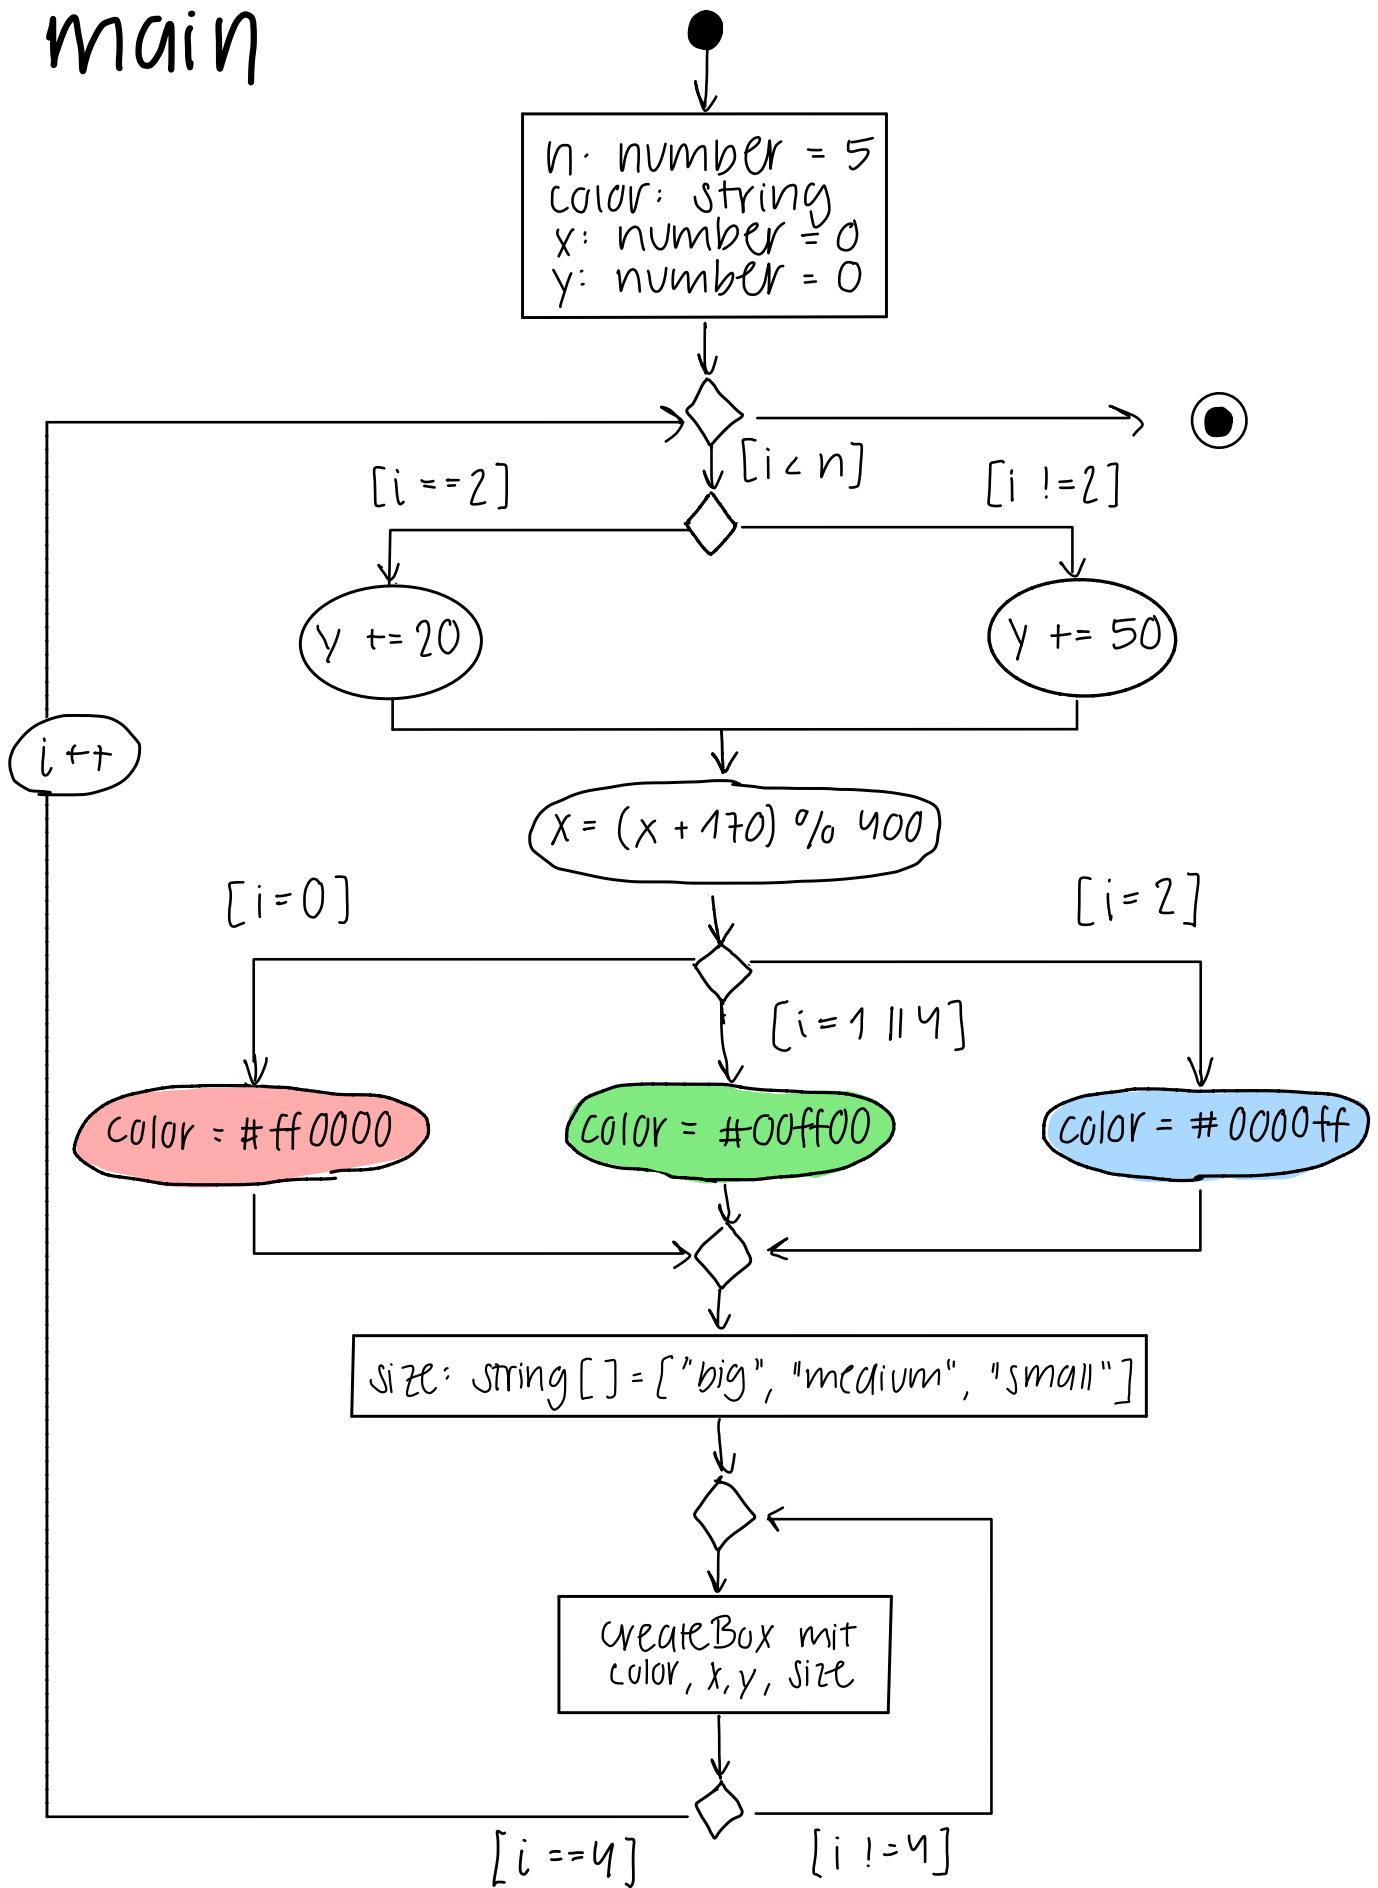 main
n: number = 5
color: string
x: number = 0
y: number = 0
[i < n]
[i == 2]
[i != 2]
y += 20
y += 50
i ++
x = (x + 170) % 400
[i = 0]
[i = 2]
[i = 1 || 4]
color = #ff0000
color = #00ff00
color = #0000ff
size: string [ ] = ["big", "medium", "small"]
createBox mit
color, x, y, size
[i == 4]
[i != 4]